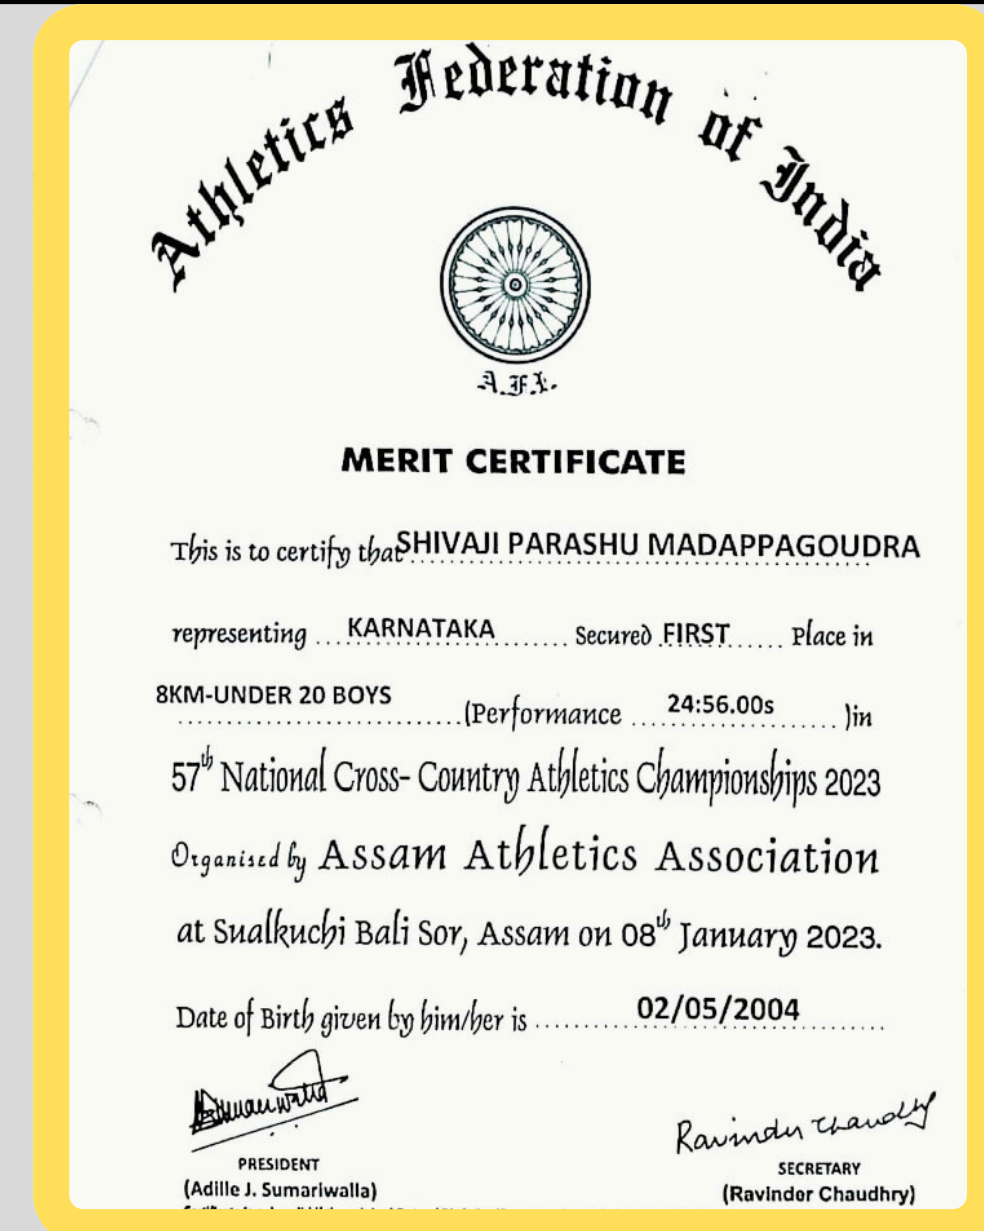 Athletics Federation of India
A.F.I.
MERIT CERTIFICATE
This is to certify that SHIVAJI PARASHU MADAPPAGOUDRA
representing ... KARNATAKA ......... Secured FIRST ...... Place in
8KM-UNDER 20 BOYS (Performance ... 24:56.00s ........ )in
57th National Cross- Country Athletics Championships 2023
Organised by Assam Athletics Association
at Sualkuchi Bali Sor, Assam on 08th January 2023.
Date of Birth given by him/her is .......... 02/05/2004 ..........
Ravinder Chaudhry
PRESIDENT
SECRETARY
(Adille J. Sumariwalla)
(Ravinder Chaudhry)